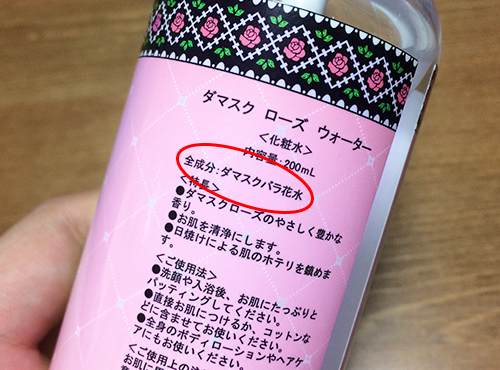 ダマスク ローズ ウォーター
<化粧水>
内容量:200mL
全成分:ダマスクバラ花水
<特長>
●ダマスクローズのやさしく豊かな
香り。
●お肌を清浄にします。
●日焼けによる肌のホテリを鎮めま
す。
<ご使用法>
●洗顔や入浴後、お肌にたっぷりと
パッティングしてください。
●直接お肌につけるか、コットンな
どに含ませてお使いください。
●全身のボディローションやヘアケ
アにもお使いください。
<ご使用上の
お肌に